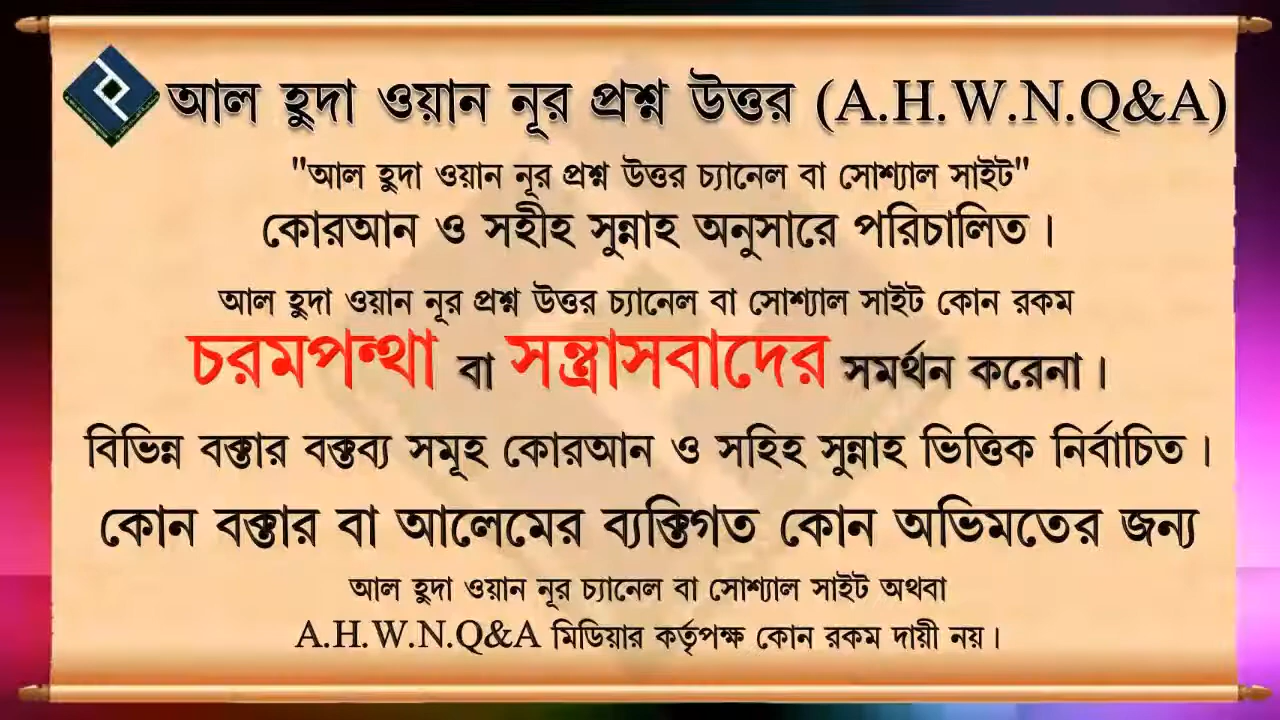 আল হুদা ওয়ান নূর প্রশ্ন উত্তর (A.H.W.N.Q&A)
"আল হুদা ওয়ান নূর প্রশ্ন উত্তর চ্যানেল বা সোশ্যাল সাইট"
কোরআন ও সহীহ সুন্নাহ অনুসারে পরিচালিত।
আল হুদা ওয়ান নূর প্রশ্ন উত্তর চ্যানেল বা সোশ্যাল সাইট কোন রকম
চরমপন্থা বা সন্ত্রাসবাদের সমর্থন করেনা।
বিভিন্ন বক্তার বক্তব্য সমূহ কোরআন ও সহিহ সুন্নাহ ভিত্তিক নির্বাচিত।
কোন বক্তার বা আলেমের ব্যক্তিগত কোন অভিমতের জন্য
আল হুদা ওয়ান নূর চ্যানেল বা সোশ্যাল সাইট অথবা
A.H.W.N.Q&A মিডিয়ার কর্তৃপক্ষ কোন রকম দায়ী নয়।